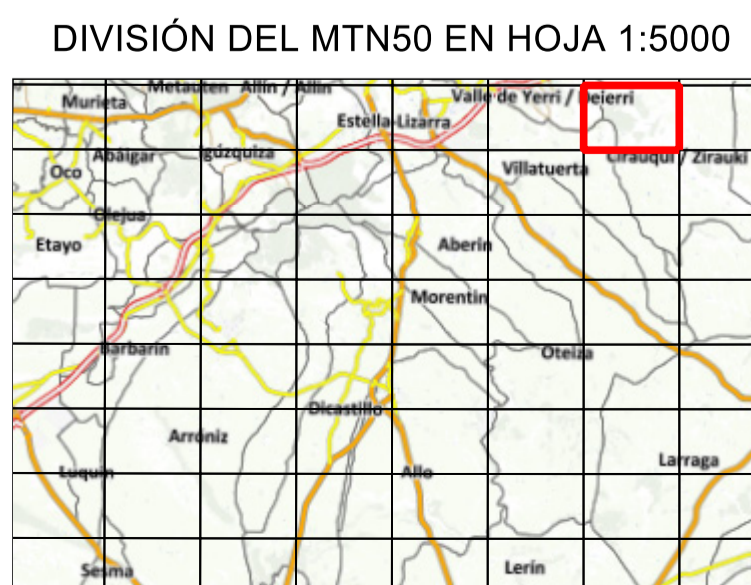 DIVISIÓN DEL MTN50 EN HOJA 1:5000
Metauten
Allín / Allin
Murieta
Valle de Yerri / Deierri
Estella-Lizarra
Abáigar
Igúzquiza
Cirauqui / Zirauki
Oco
Villatuerta
Olejua
Etayo
Aberin
Morentin
Barbarin
Oteiza
Dicastillo
Arróniz
Larraga
Luquin
Allo
Sesma
Lerín